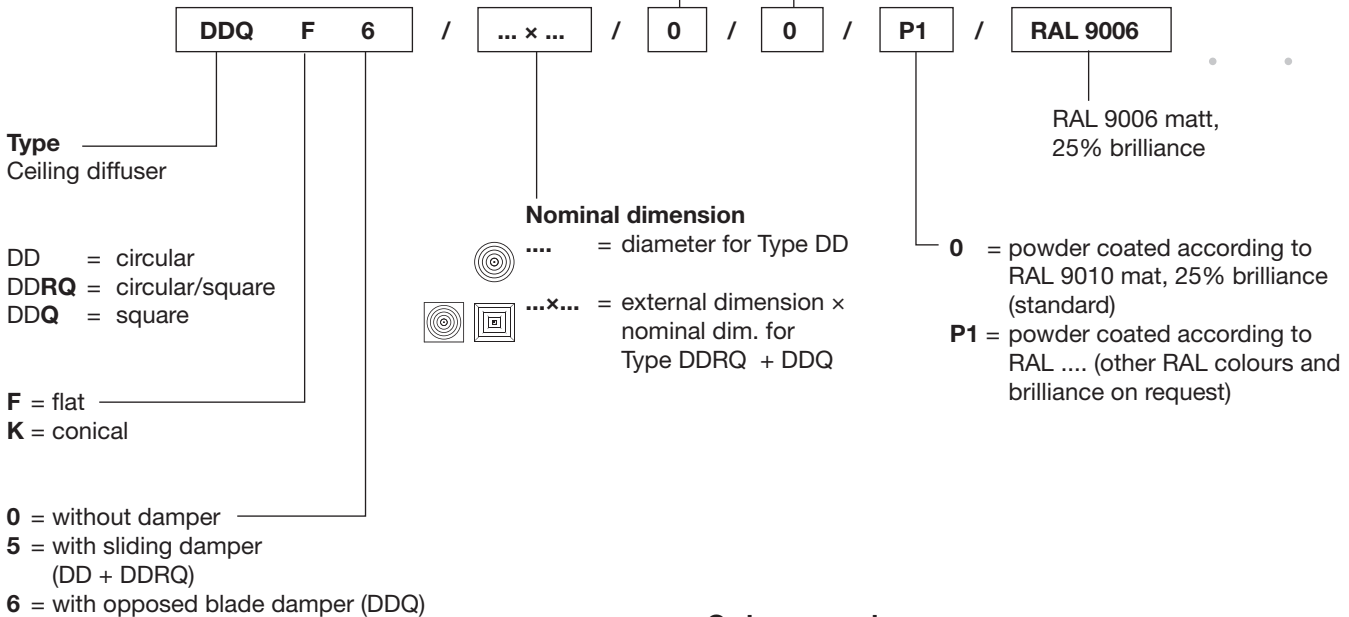 DDQ F 6 / ... × ... / 0 / 0 / P1 / RAL 9006
RAL 9006 matt,
25% brilliance
Type
Ceiling diffuser
DD = circular
DDRQ = circular/square
DDQ = square
F = flat
K = conical
0 = without damper
5 = with sliding damper
(DD + DDRQ)
6 = with opposed blade damper (DDQ)
Nominal dimension
.... = diameter for Type DD
...×... = external dimension ×
nominal dim. for
Type DDRQ + DDQ
0 = powder coated according to
RAL 9010 mat, 25% brilliance
(standard)
P1 = powder coated according to
RAL .... (other RAL colours and
brilliance on request)